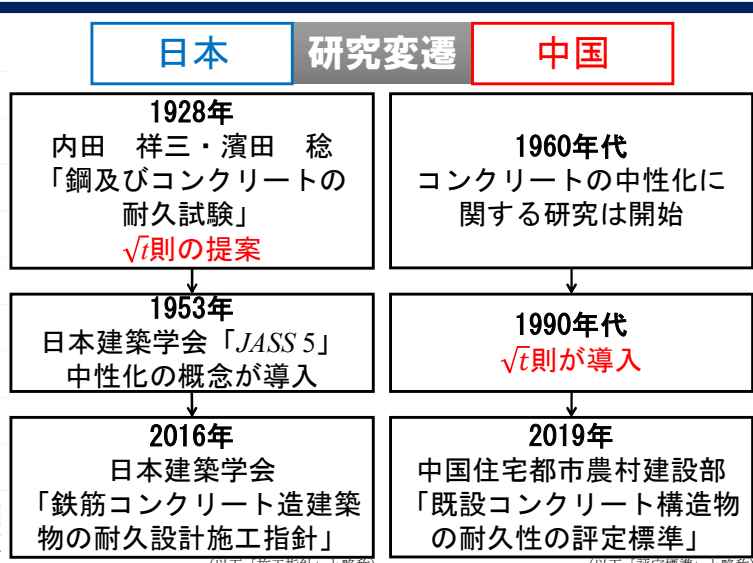 日本 研究変遷 中国
1928年
内田　祥三・濱田　稔
「鋼及びコンクリートの
耐久試験」
√t則の提案
1953年
日本建築学会「JASS 5」
中性化の概念が導入
2016年
日本建築学会
「鉄筋コンクリート造建築
物の耐久設計施工指針」
1960年代
コンクリートの中性化に
関する研究は開始
1990年代
√t則が導入
2019年
中国住宅都市農村建設部
「既設コンクリート構造物
の耐久性の評定標準」